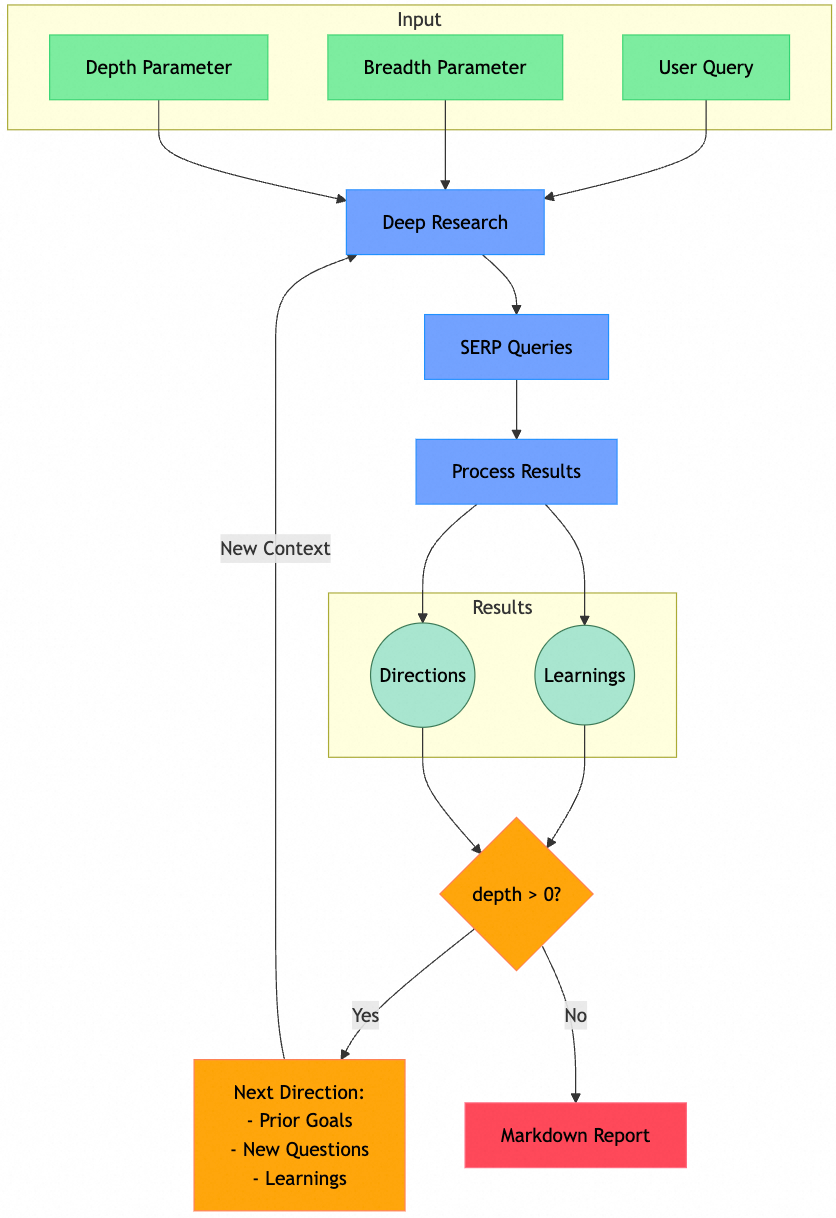 Input
Depth Parameter
Breadth Parameter
User Query
Deep Research
SERP Queries
Process Results
New Context
Results
Directions
Learnings
depth > 0?
Yes
No
Next Direction:
- Prior Goals
- New Questions
- Learnings
Markdown Report